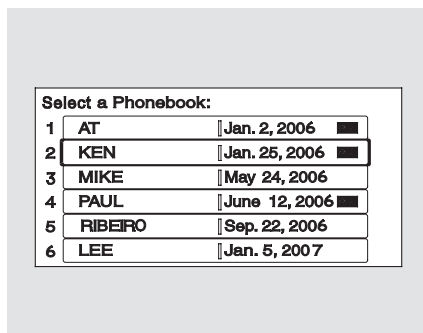 Select a Phonebook:
1 AT Jan. 2, 2006
2 KEN Jan. 25, 2006
3 MIKE May 24, 2006
4 PAUL June 12, 2006
5 RIBEIRO Sep. 22, 2006
6 LEE Jan. 5, 2007